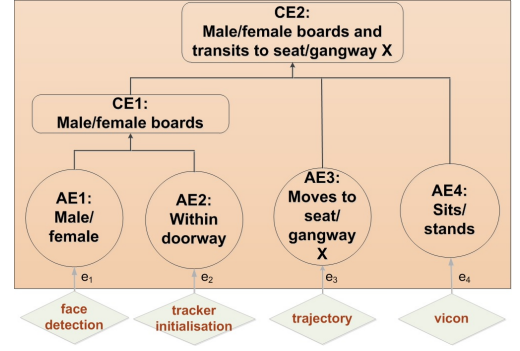 CE2:
Male/female boards and
transits to seat/gangway X
CE1:
Male/female boards
AE1:
Male/
female
AE2:
Within
doorway
AE3:
Moves to
seat/
gangway
X
AE4:
Sits/
stands
e1
e2
e3
e4
face
detection
tracker
initialisation
trajectory
vicon